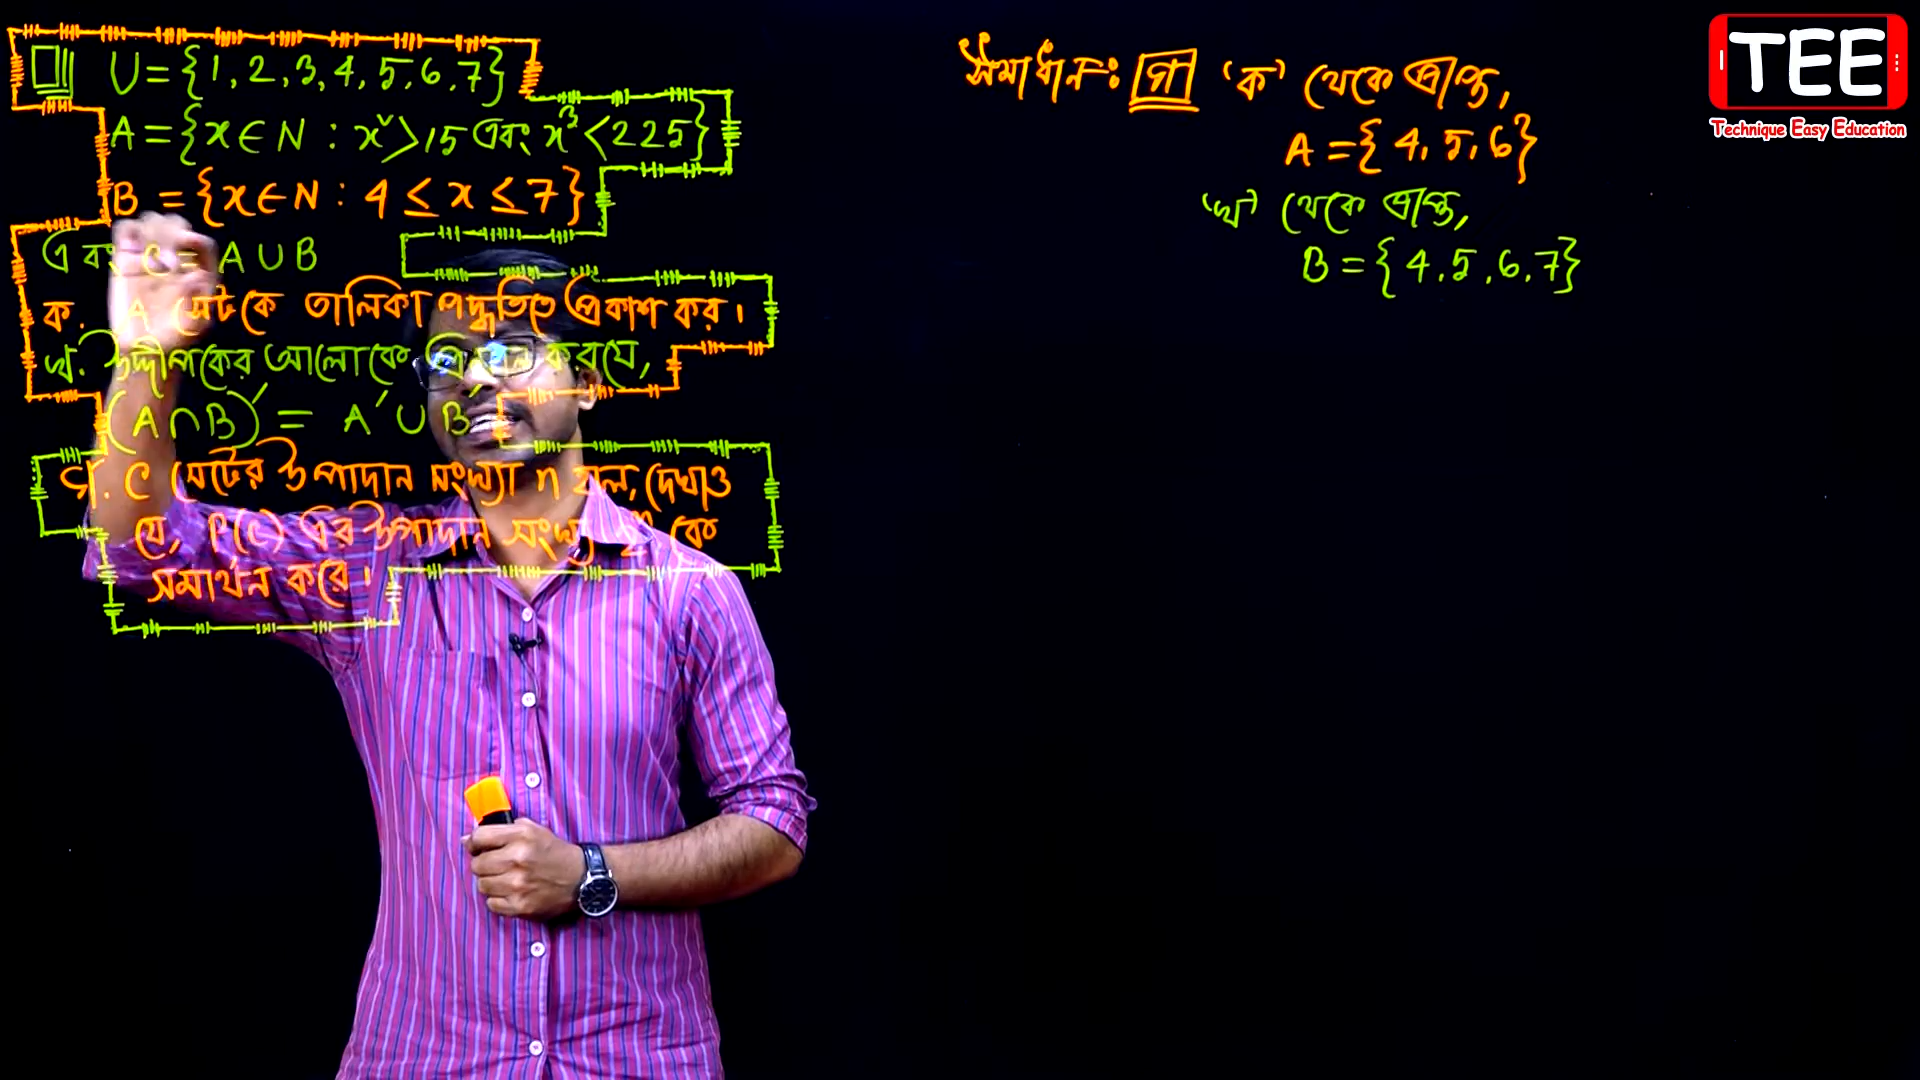 U = {1, 2, 3, 4, 5, 6, 7}
A = {x ∈ N : x² > 15 এবং x³ < 225}
B = {x ∈ N : 4 ≤ x ≤ 7}
এবং C = A ∪ B
ক. A সেটকে তালিকা পদ্ধতিতে প্রকাশ কর।
খ. উদ্দীপকের আলোকে প্রমান কর যে,
(A ∩ B)′ = A′ ∪ B′
গ. C সেটের উপাদান সংখ্যা n হলে, দেখাও
যে, P(C) এর উপাদান সংখ্যা 2ⁿ কে
সমর্থন করে।
সমাধান: গ 'ক' থেকে প্রাপ্ত,
A = {4, 5, 6}
'খ' থেকে প্রাপ্ত,
B = {4, 5, 6, 7}
TEE
Technique Easy Education